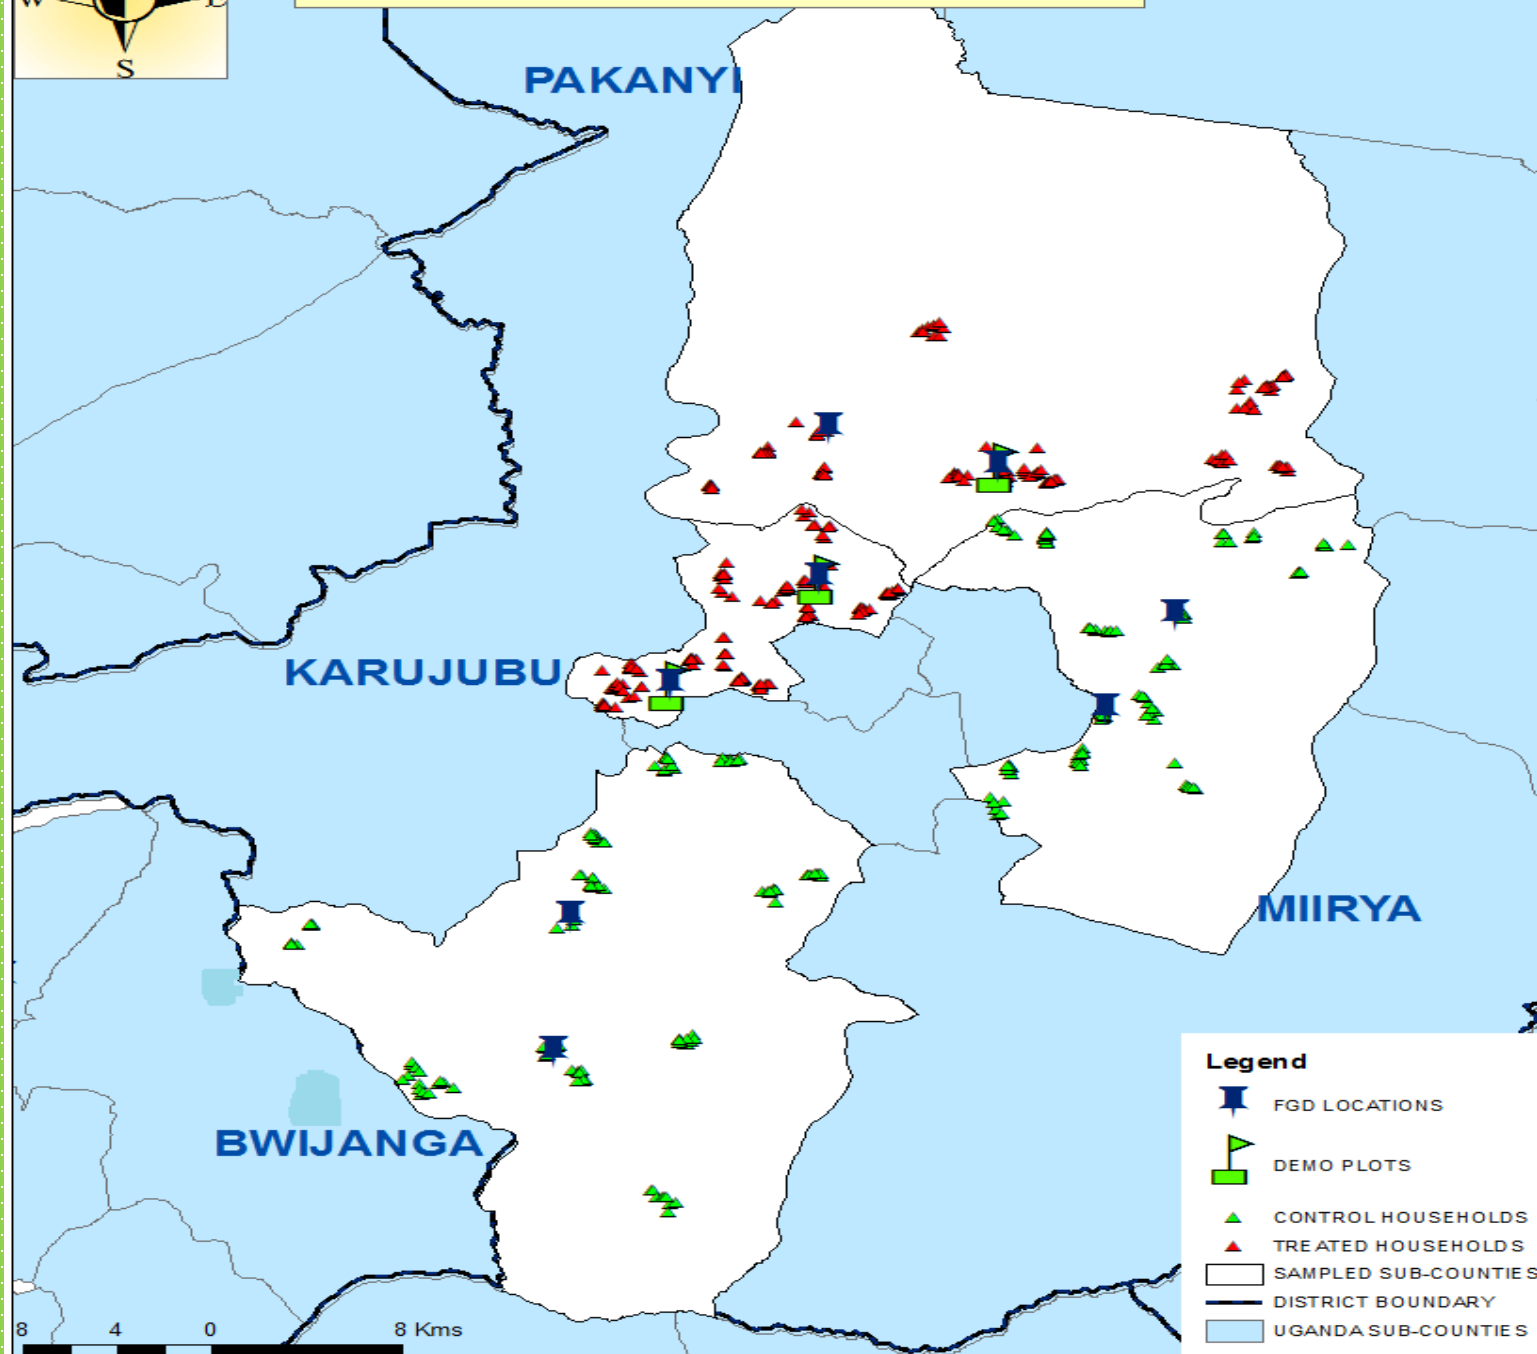 S
PAKANYI
KARUJUBU
MIIRYA
BWIJANGA
Legend
FGD LOCATIONS
DEMO PLOTS
CONTROL HOUSEHOLDS
TREATED HOUSEHOLDS
SAMPLED SUB-COUNTIES
DISTRICT BOUNDARY
UGANDA SUB-COUNTIES
8 4 0 8 Kms